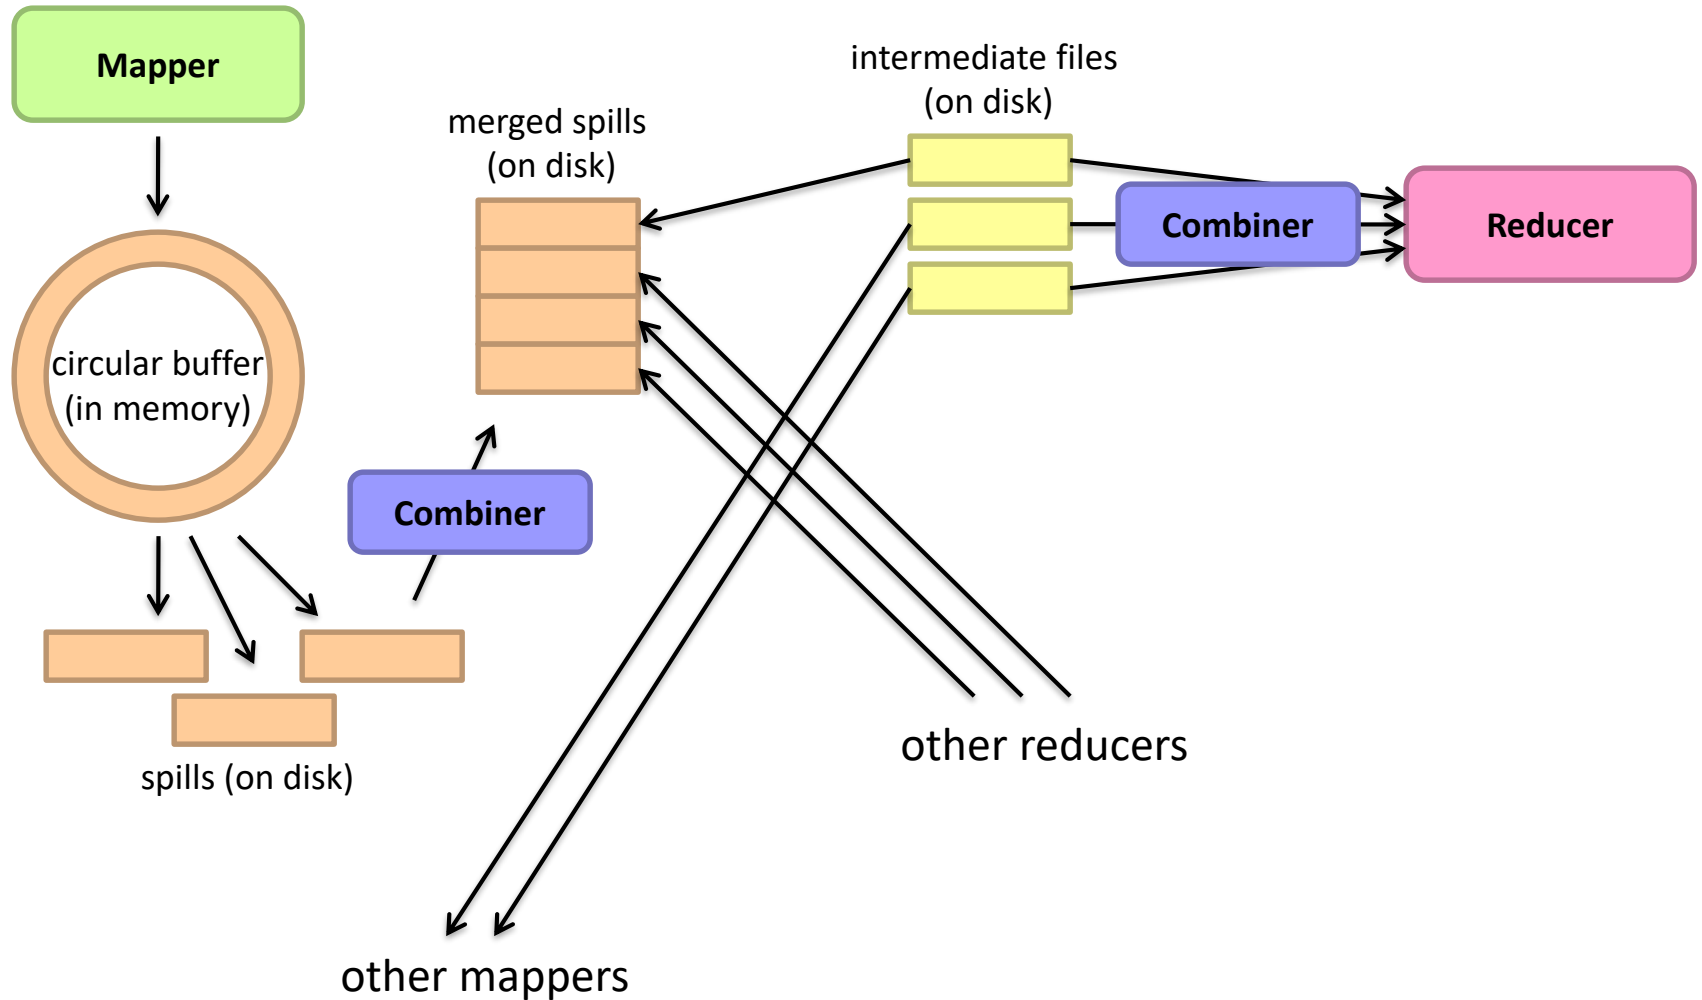 Mapper
circular buffer
(in memory)
spills (on disk)
Combiner
merged spills
(on disk)
intermediate files
(on disk)
Combiner
Reducer
other reducers
other mappers